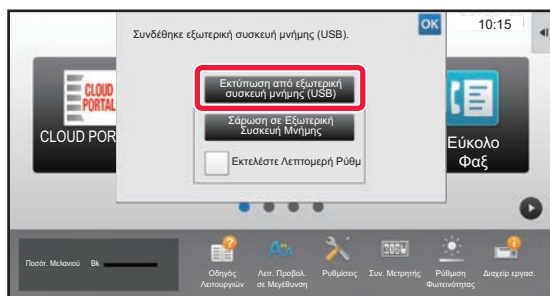 Συνδέθηκε εξωτερική συσκευή μνήμης (USB).
OK
10:15
Εκτύπωση από εξωτερική
συσκευή μνήμης (USB)
Σάρωση σε Εξωτερική
Συσκευή Μνήμης
Εκτελέστε Λεπτομερή Ρύθμ
CLOUD
PORTAL
CLOUD POR
Εύκολο
Φαξ
Ποσότ. Μελανιού Bk
Οδηγός
Λειτουργιών
Λειτ. Προβολ.
σε Μεγέθυνση
Ρυθμίσεις
Συν. Μετρητής
Ρύθμιση
Φωτεινότητας
Διαχείρ εργασ.